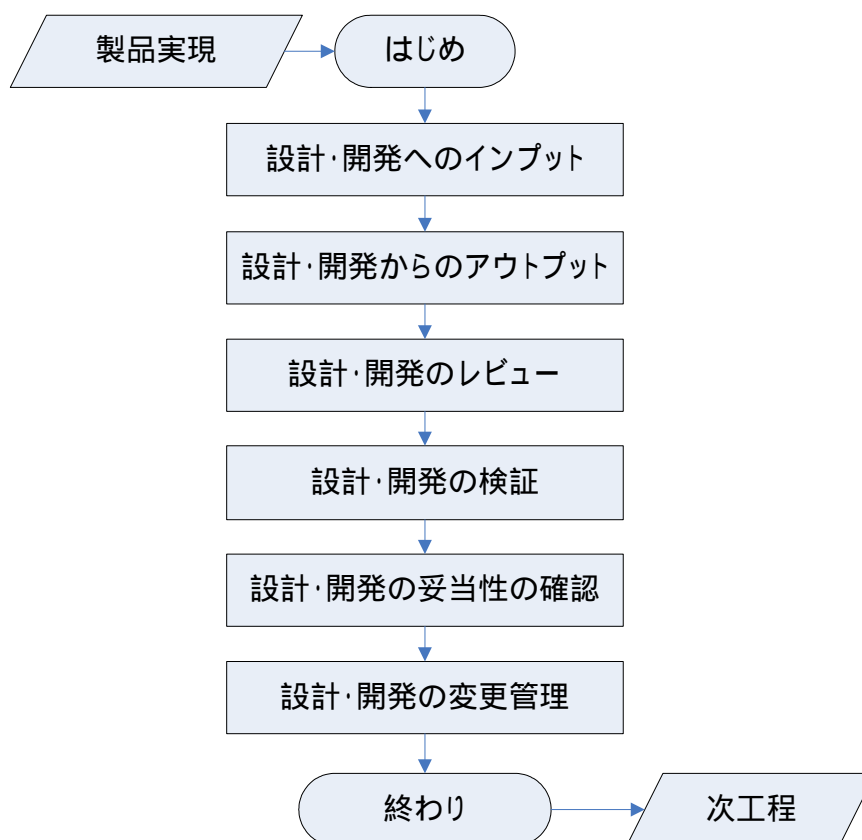 製品実現
はじめ
設計・開発へのインプット
設計・開発からのアウトプット
設計・開発のレビュー
設計・開発の検証
設計・開発の妥当性の確認
設計・開発の変更管理
終わり
次工程